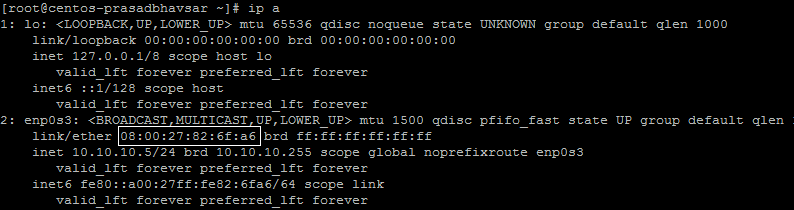 [root@centos-prasadbhavsar ~]# ip a
1: lo: <LOOPBACK,UP,LOWER_UP> mtu 65536 qdisc noqueue state UNKNOWN group default qlen 1000
link/loopback 00:00:00:00:00:00 brd 00:00:00:00:00:00
inet 127.0.0.1/8 scope host lo
valid_lft forever preferred_lft forever
inet6 ::1/128 scope host
valid_lft forever preferred_lft forever
2: enp0s3: <BROADCAST,MULTICAST,UP,LOWER_UP> mtu 1500 qdisc pfifo_fast state UP group default qlen
link/ether 08:00:27:82:6f:a6 brd ff:ff:ff:ff:ff:ff
inet 10.10.10.5/24 brd 10.10.10.255 scope global noprefixroute enp0s3
valid_lft forever preferred_lft forever
inet6 fe80::a00:27ff:fe82:6fa6/64 scope link
valid_lft forever preferred_lft forever